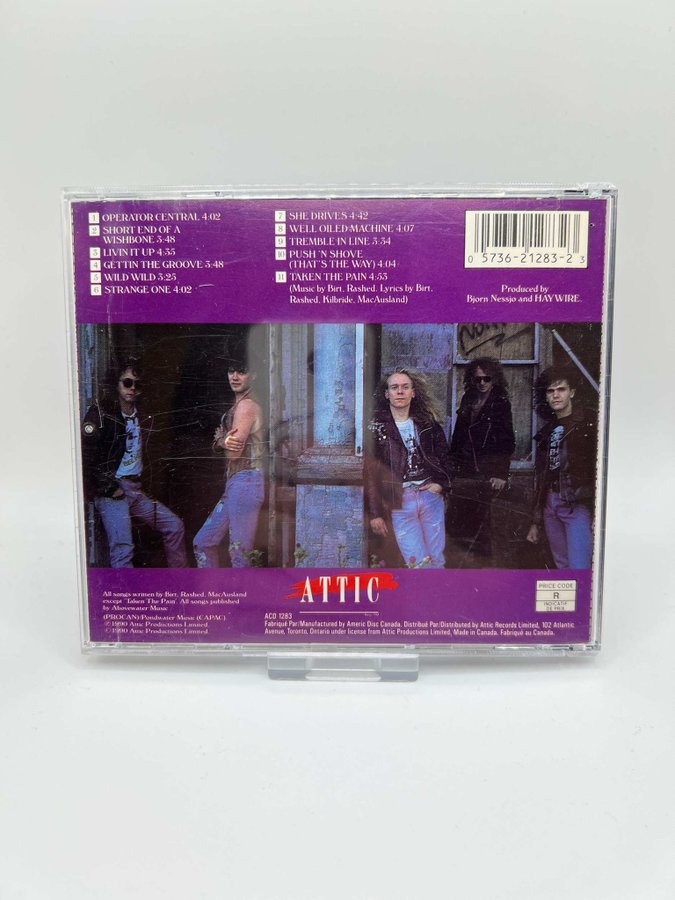 1 OPERATOR CENTRAL 4:02
2 SHORT END OF A
WISHBONE 3:48
3 LIVIN IT UP 4:35
4 GETTIN THE GROOVE 3:48
5 WILD WILD 3:25
6 STRANGE ONE 4:02
7 SHE DRIVES 4:42
8 WELL OILED MACHINE 4:07
9 TREMBLE IN LINE 3:34
10 PUSH 'N SHOVE
(THAT'S THE WAY) 4:04
11 TAKEN THE PAIN 4:53
(Music by Birt, Rashed. Lyrics by Birt,
Rashed, Kilbride, MacAusland)
0 5736-21283-2 3
Produced by
Bjorn Nessjø and HAYWIRE.
All songs written by Birt, Rashed, MacAusland
except 'Taken The Pain'. All songs published
by Abovewater Music
(PROCAN) Pondwater Music (CAPAC).
1990 Attic Productions Limited.
© 1990 Attic Productions Limited.
ATTIC
ACD 1283
Fabriqué Par/Manufactured by Americ Disc Canada. Distribué Par/Distributed by Attic Records Limited, 102 Atlantic
Avenue, Toronto, Ontario under license from Attic Productions Limited, Made in Canada. Fabriqué au Canada.
PRICE CODE
R
INDICATIF
DE PRIX